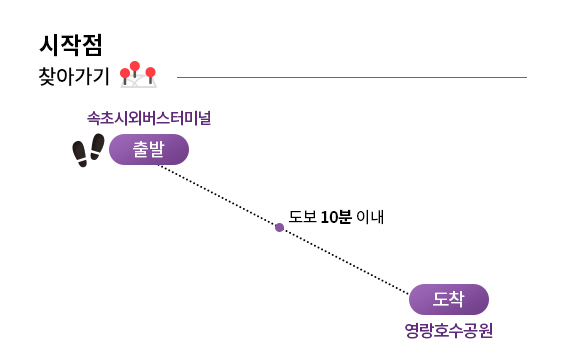 시작점
찾아가기
속초시외버스터미널
출발
도보 10분 이내
도착
영랑호수공원